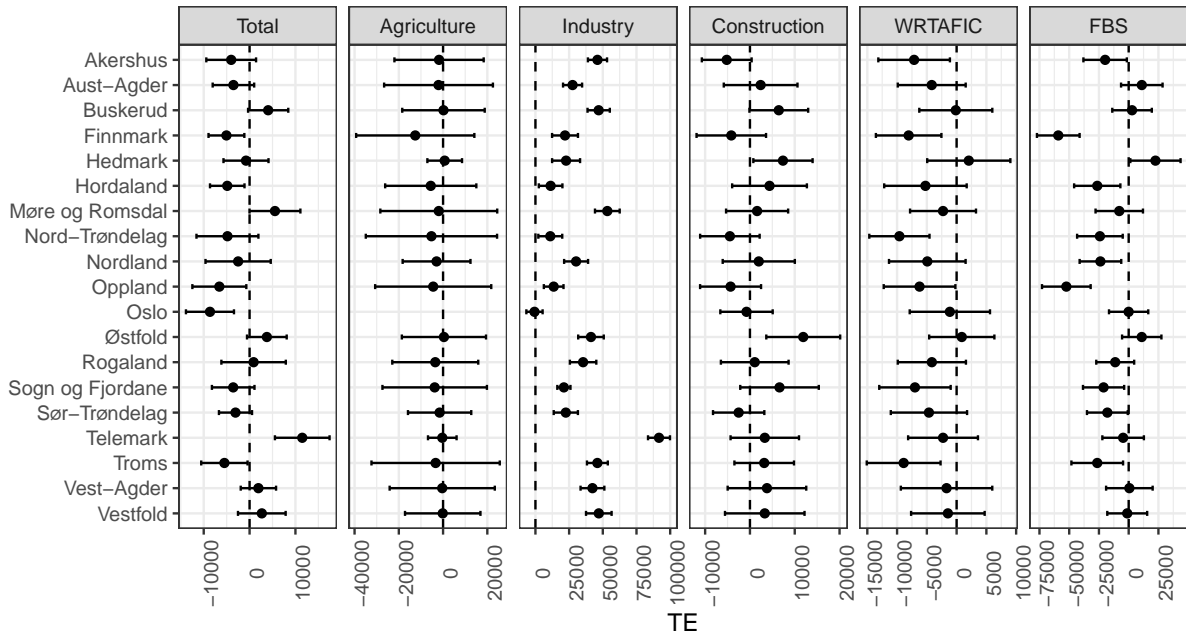 Total Agriculture Industry Construction WRTAFIC FBS
Akershus
Aust−Agder
Buskerud
Finnmark
Hedmark
Hordaland
Møre og Romsdal
Nord−Trøndelag
Nordland
Oppland
Oslo
Østfold
Rogaland
Sogn og Fjordane
Sør−Trøndelag
Telemark
Troms
Vest−Agder
Vestfold
−10000 0 10000 −40000 −20000 0 20000 0 25000 50000 75000 100000 −10000 0 10000 20000 −15000 −10000 −5000 0 5000 10000 −75000 −50000 −25000 0 25000
TE